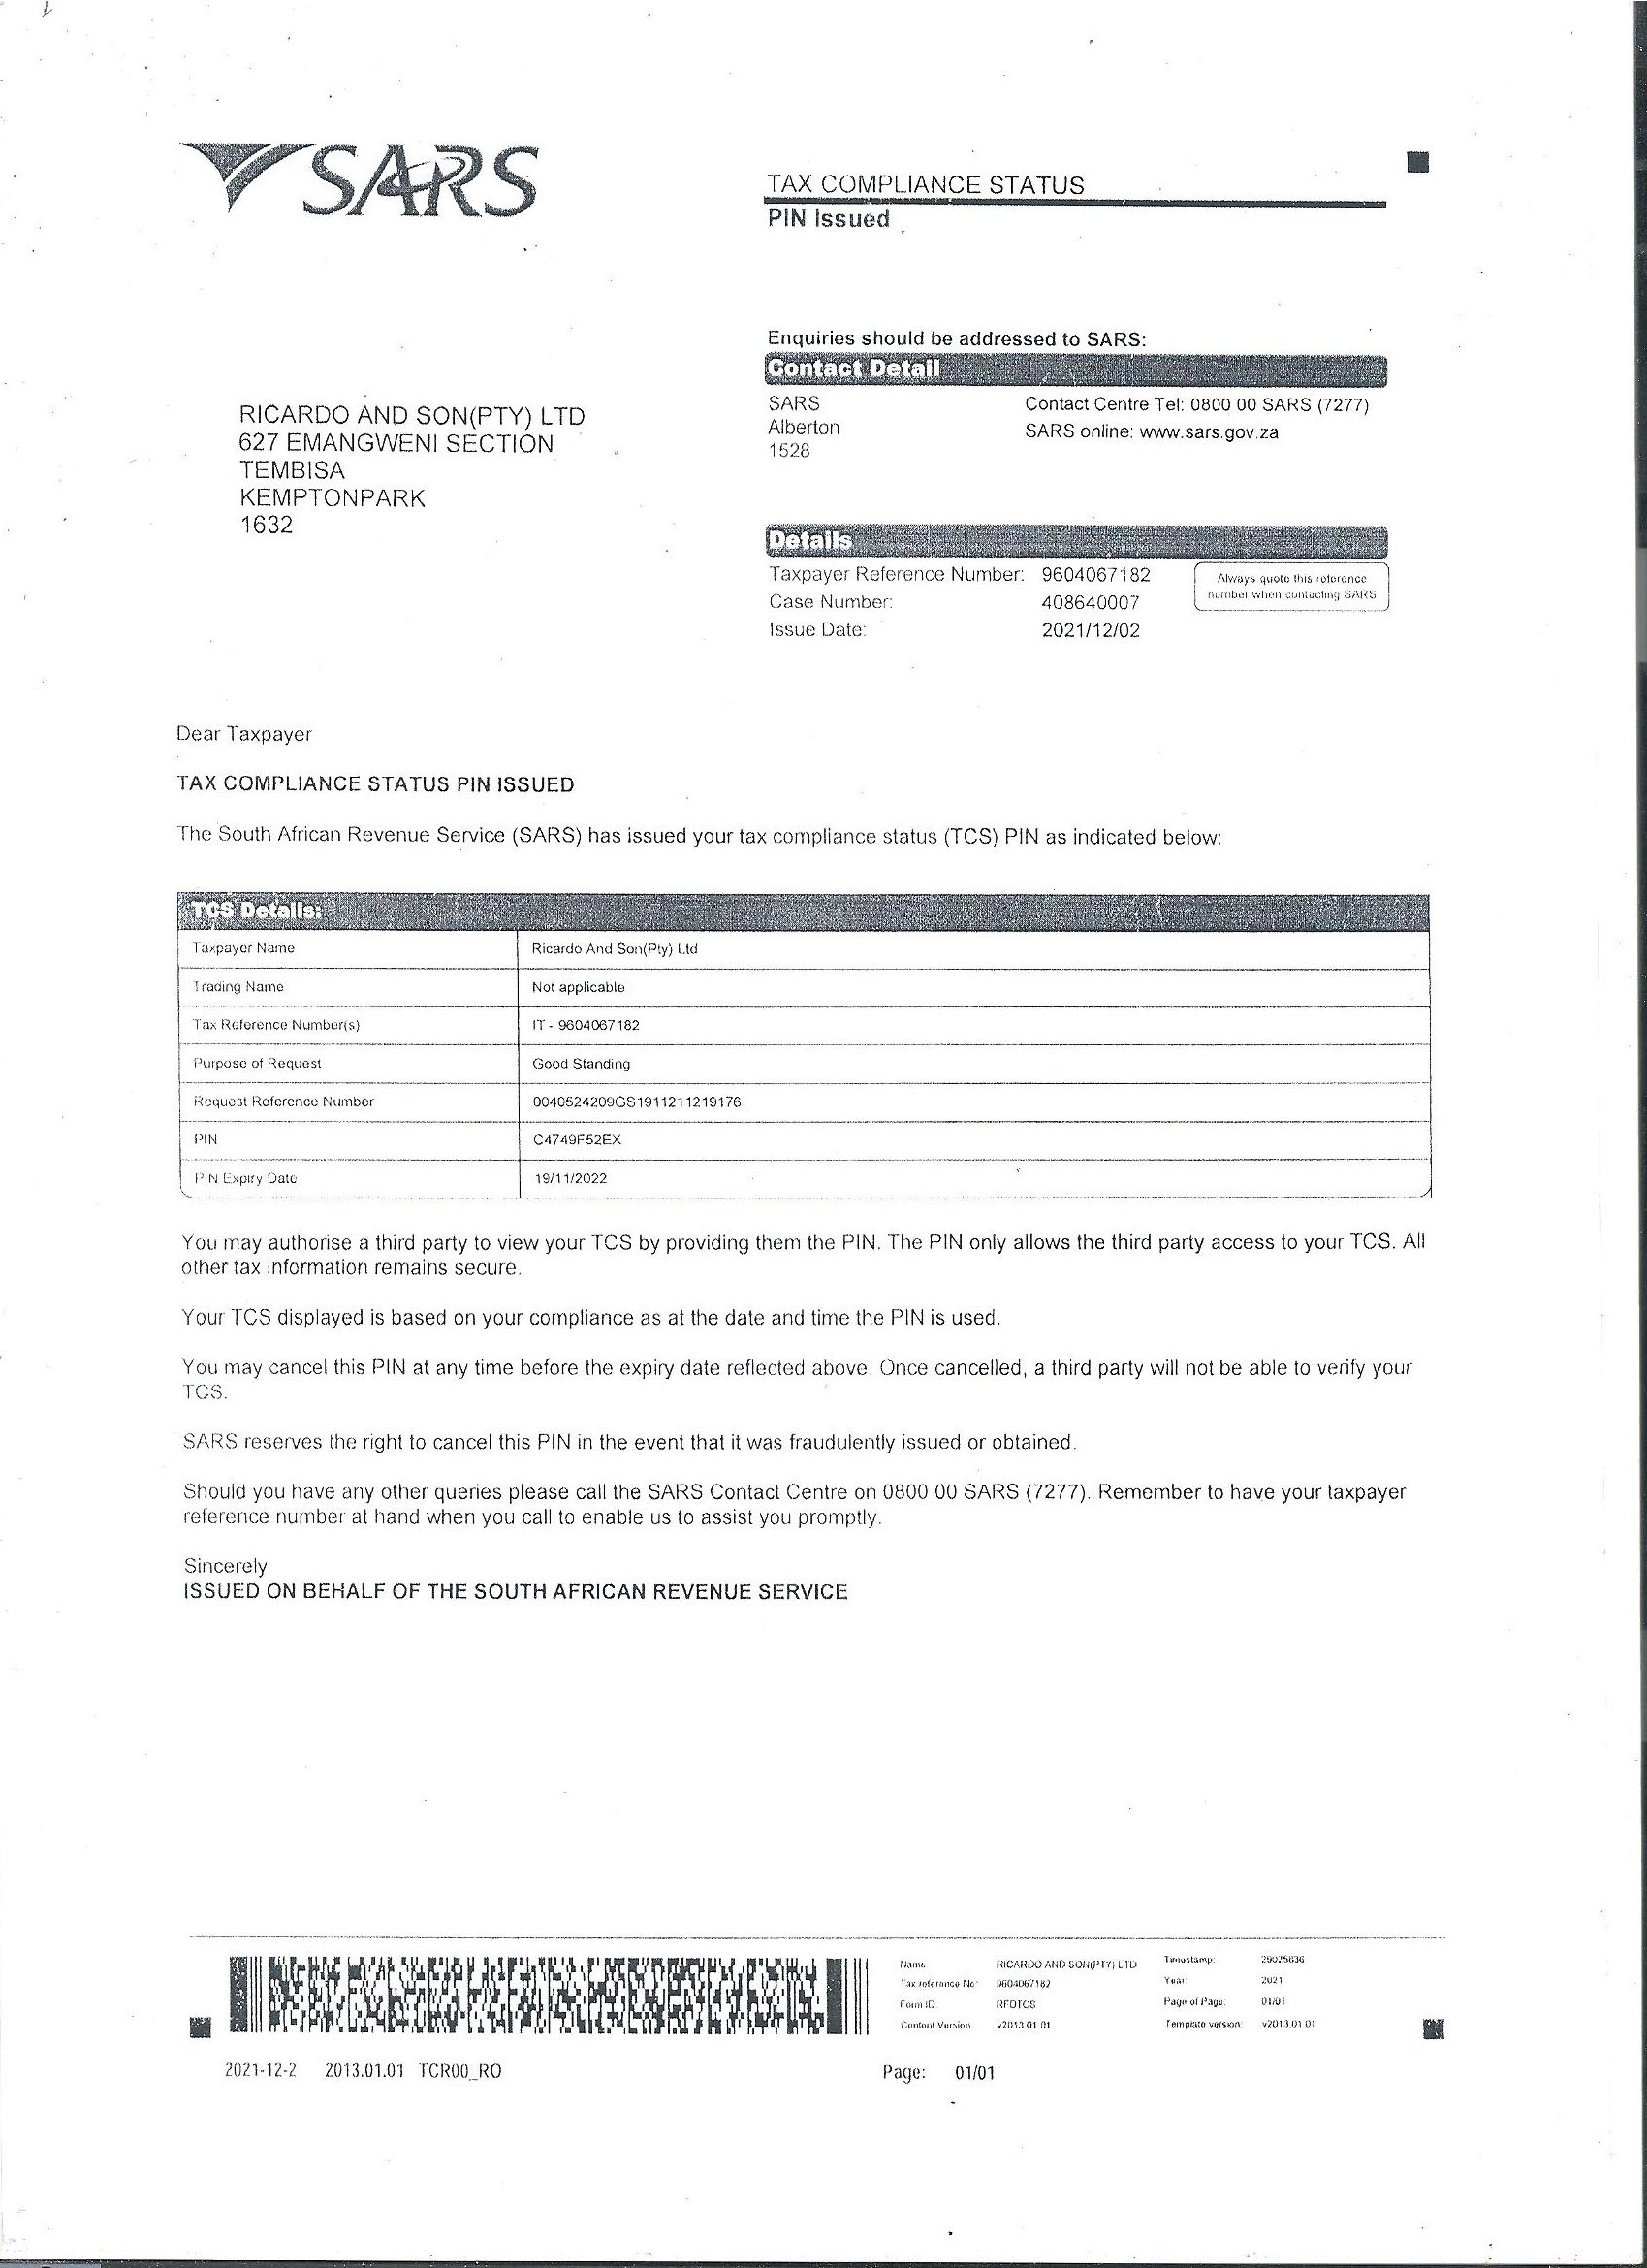 SARS
TAX COMPLIANCE STATUS
PIN Issued
Enquiries should be addressed to SARS:
Contact Detail
SARS
Alberton
1528
Contact Centre Tel: 0800 00 SARS (7277)
SARS online: www.sars.gov.za
RICARDO AND SON(PTY) LTD
627 EMANGWENI SECTION
TEMBISA
KEMPTONPARK
1632
Details
Taxpayer Reference Number: 9604067182
Case Number: 408640007
Issue Date: 2021/12/02
Always quote this reference
number when contacting SARS
Dear Taxpayer
TAX COMPLIANCE STATUS PIN ISSUED
The South African Revenue Service (SARS) has issued your tax compliance status (TCS) PIN as indicated below:
TCS Details:
Taxpayer Name Ricardo And Son(Pty) Ltd
Trading Name Not applicable
Tax Reference Number(s) IT - 9604067182
Purpose of Request Good Standing
Request Reference Number 0040524209GS1911211219176
PIN C4749F52EX
PIN Expiry Date 19/11/2022
You may authorise a third party to view your TCS by providing them the PIN. The PIN only allows the third party access to your TCS. All
other tax information remains secure.
Your TCS displayed is based on your compliance as at the date and time the PIN is used.
You may cancel this PIN at any time before the expiry date reflected above. Once cancelled, a third party will not be able to verify your
TCS.
SARS reserves the right to cancel this PIN in the event that it was fraudulently issued or obtained.
Should you have any other queries please call the SARS Contact Centre on 0800 00 SARS (7277). Remember to have your taxpayer
reference number at hand when you call to enable us to assist you promptly.
Sincerely
ISSUED ON BEHALF OF THE SOUTH AFRICAN REVENUE SERVICE
Name RICARDO AND SON(PTY) LTD Timestamp:
Tax reference No: 9604067182 Year: 2021
Form ID RFDTCS Page of Page: 01/01
Content Version: v2013.01.01 Template version: v2013.01.01
2021-12-2 2013.01.01 TCR00_RO Page: 01/01